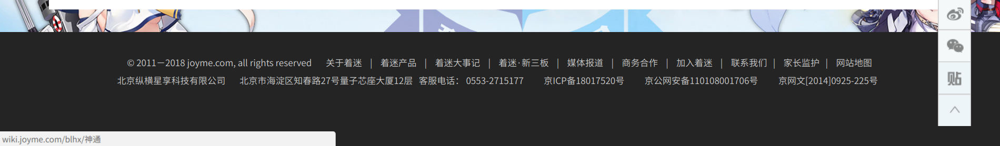 © 2011－2018 joyme.com, all rights reserved 关于着迷 | 着迷产品 | 着迷大事记 | 着迷·新三板 | 媒体报道 | 商务合作 | 加入着迷 | 联系我们 | 家长监护 | 网站地图
北京纵横星享科技有限公司 北京市海淀区知春路27号量子芯座大厦12层 客服电话： 0553-2715177 京ICP备18017520号 京公网安备110108001706号 京网文[2014]0925-225号
贴
wiki.joyme.com/blhx/神通